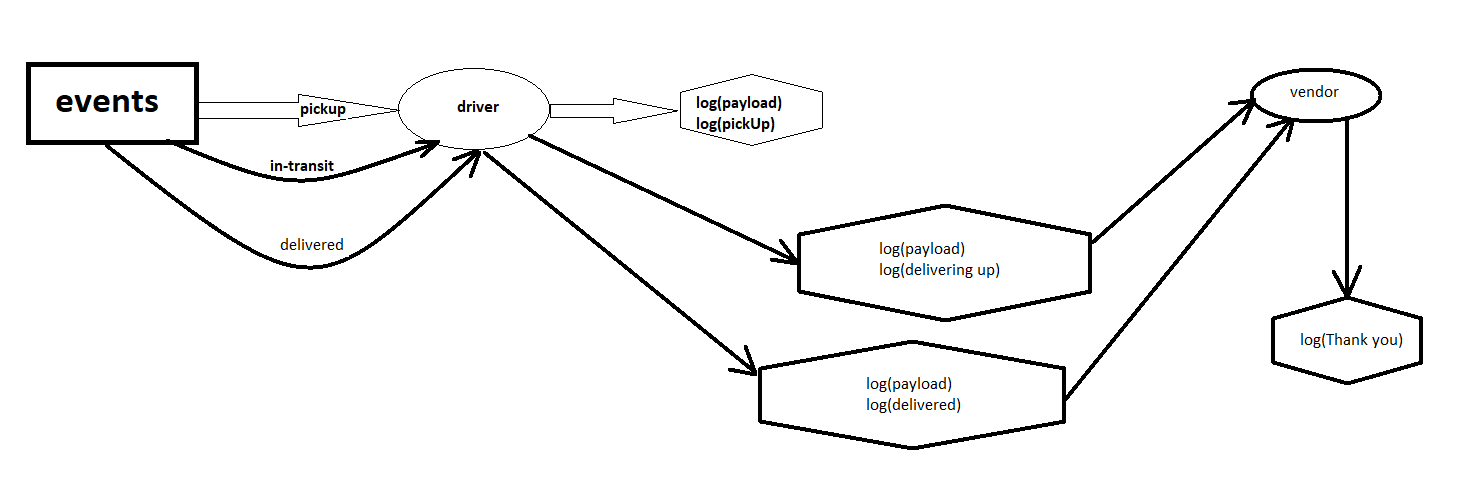 events
pickup
in-transit
delivered
driver
log(payload)
log(pickUp)
log(payload)
log(delivering up)
log(payload)
log(delivered)
vendor
log(Thank you)